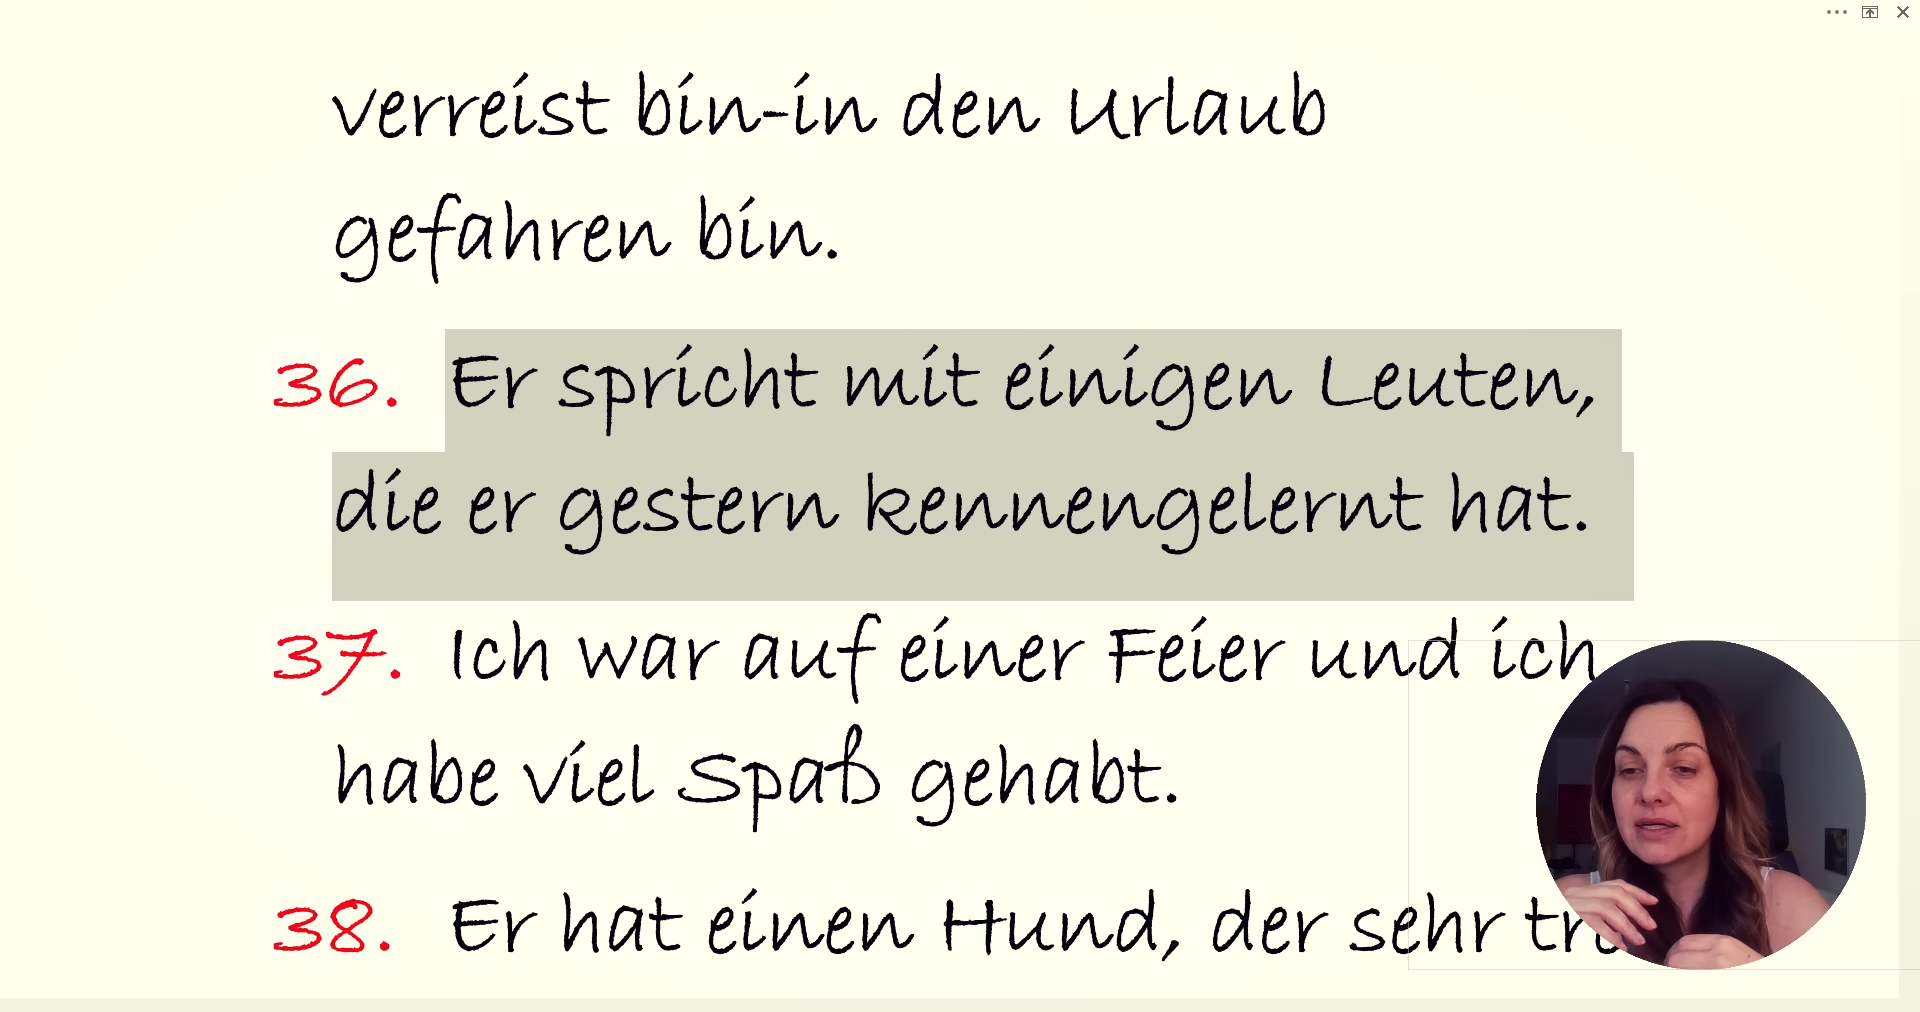 verreist bin-in den Urlaub
gefahren bin.
36. Er spricht mit einigen Leuten,
die er gestern kennengelernt hat.
37. Ich war auf einer Feier und ich
habe viel Spaß gehabt.
38. Er hat einen Hund, der sehr